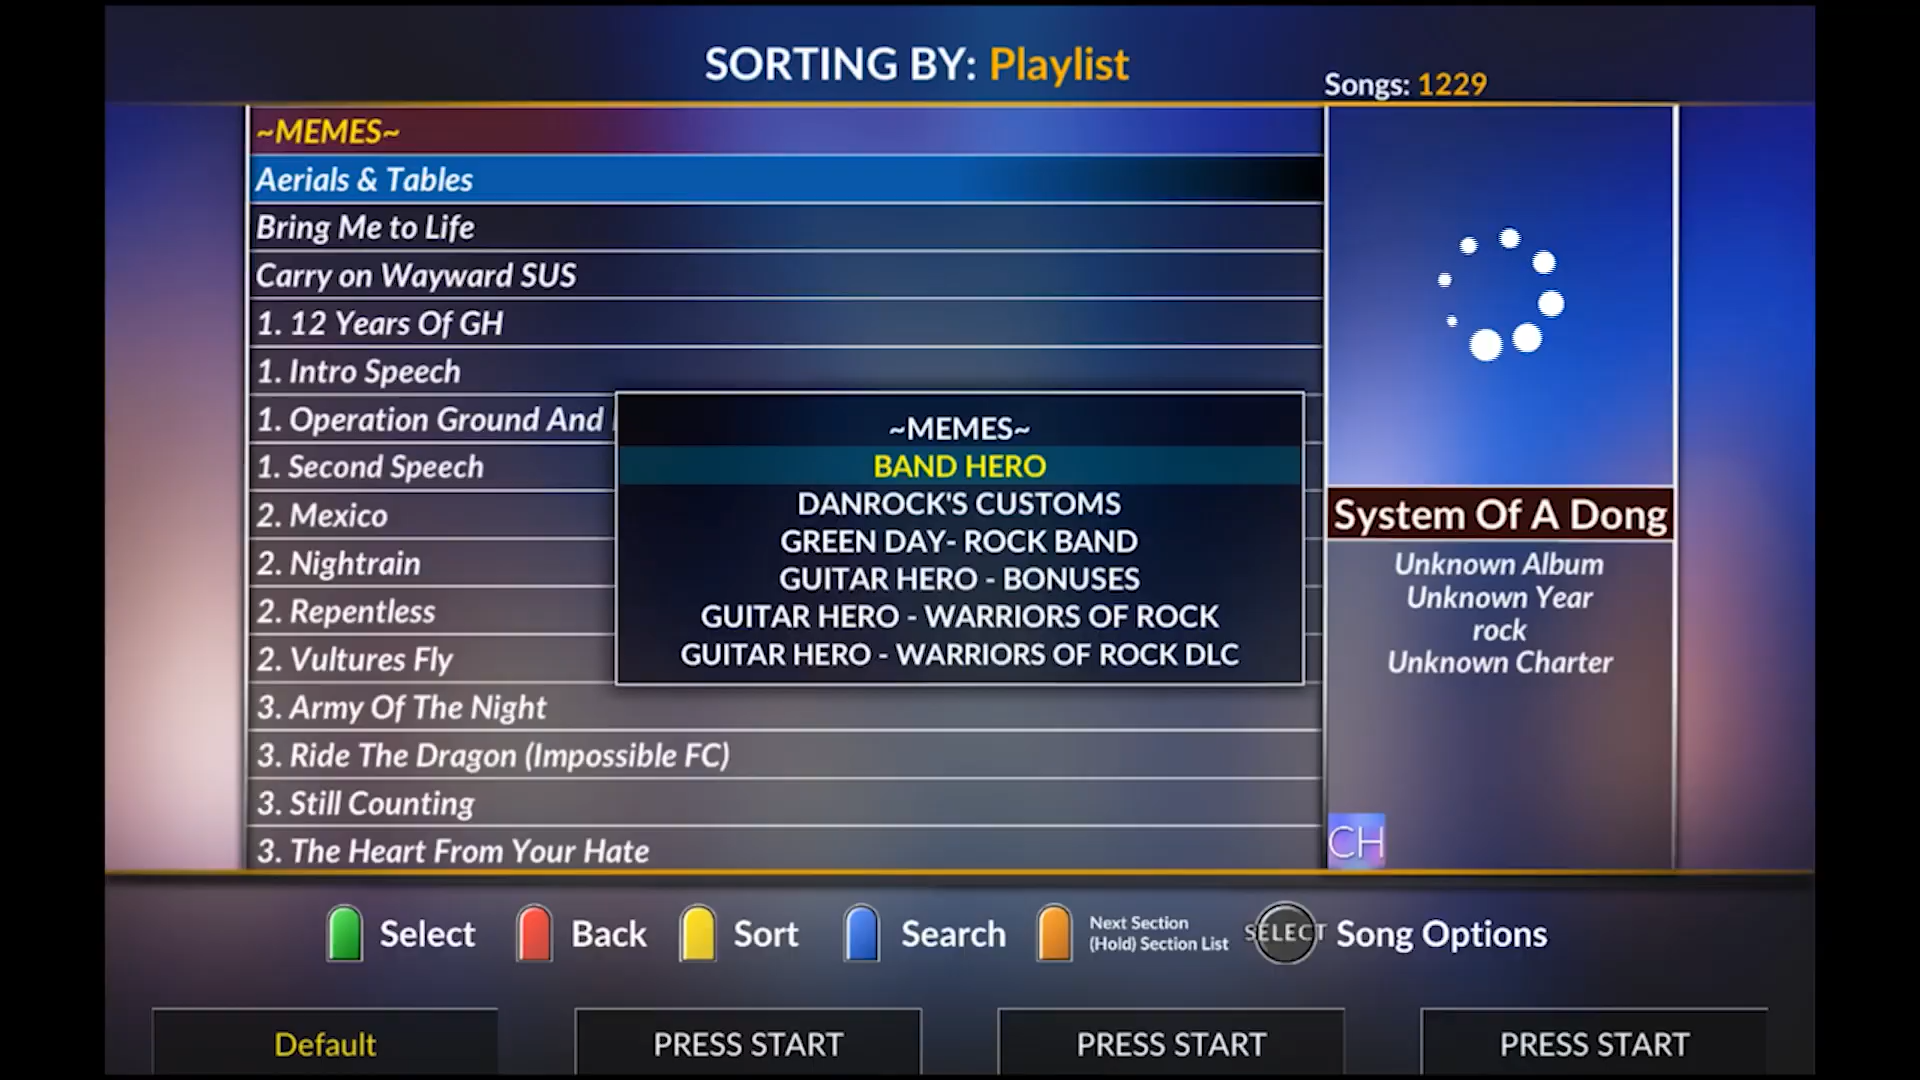 SORTING BY: Playlist
Songs: 1229
~MEMES~
Aerials & Tables
Bring Me to Life
Carry on Wayward SUS
1. 12 Years Of GH
1. Intro Speech
1. Operation Ground And
1. Second Speech
2. Mexico
2. Nightrain
2. Repentless
2. Vultures Fly
3. Army Of The Night
3. Ride The Dragon (Impossible FC)
3. Still Counting
3. The Heart From Your Hate
~MEMES~
BAND HERO
DANROCK'S CUSTOMS
GREEN DAY- ROCK BAND
GUITAR HERO - BONUSES
GUITAR HERO - WARRIORS OF ROCK
GUITAR HERO - WARRIORS OF ROCK DLC
System Of A Dong
Unknown Album
Unknown Year
rock
Unknown Charter
CH
Select
Back
Sort
Search
Next Section
(Hold) Section List
SELECT
Song Options
Default
PRESS START
PRESS START
PRESS START